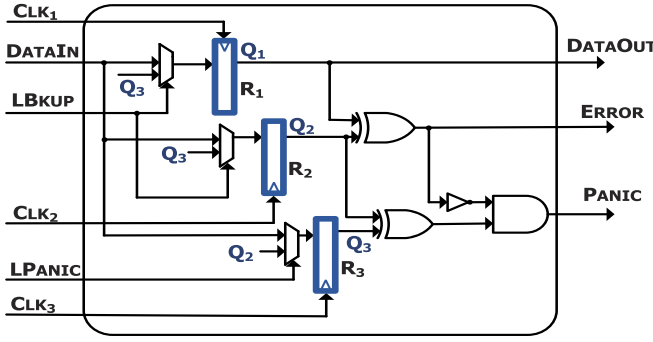 CLK1
DATAIN
Q1
DATAOUT
Q3
R1
LBKUP
ERROR
Q2
Q3
R2
PANIC
CLK2
Q3
Q2
R3
LPANIC
CLK3